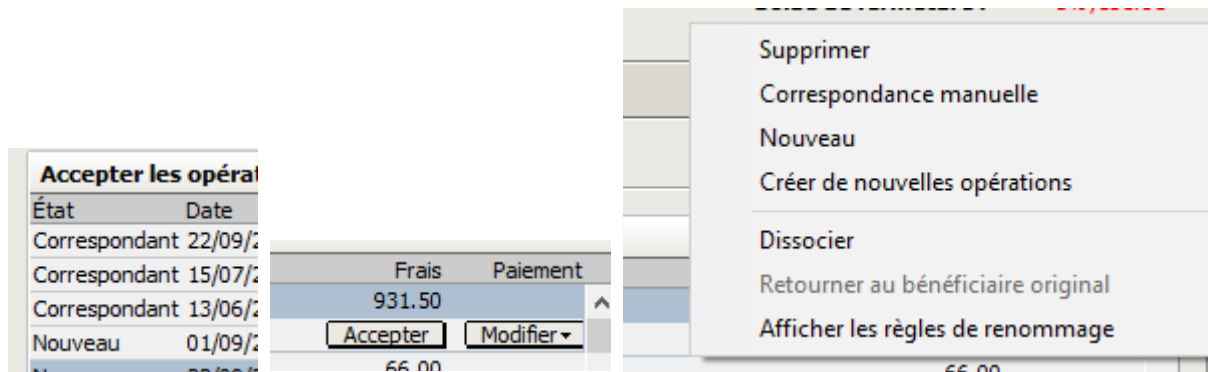 Accepter les opérat
État Date
Correspondant 22/09/2
Correspondant 15/07/2
Correspondant 13/06/2
Nouveau 01/09/2
Frais Paiement
931.50
Accepter Modifier
66.00
Supprimer
Correspondance manuelle
Nouveau
Créer de nouvelles opérations
Dissocier
Retourner au bénéficiaire original
Afficher les règles de renommage
66.00